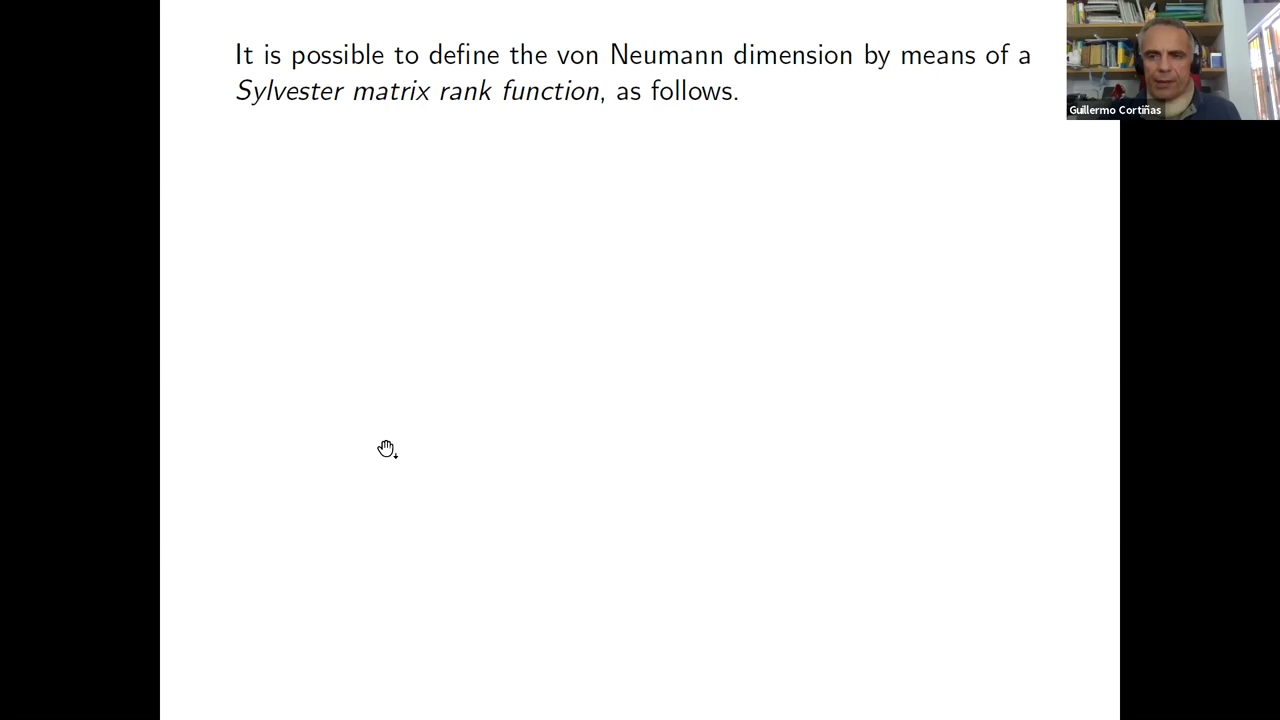 It is possible to define the von Neumann dimension by means of a
Sylvester matrix rank function, as follows.
Guillermo Cortiñas